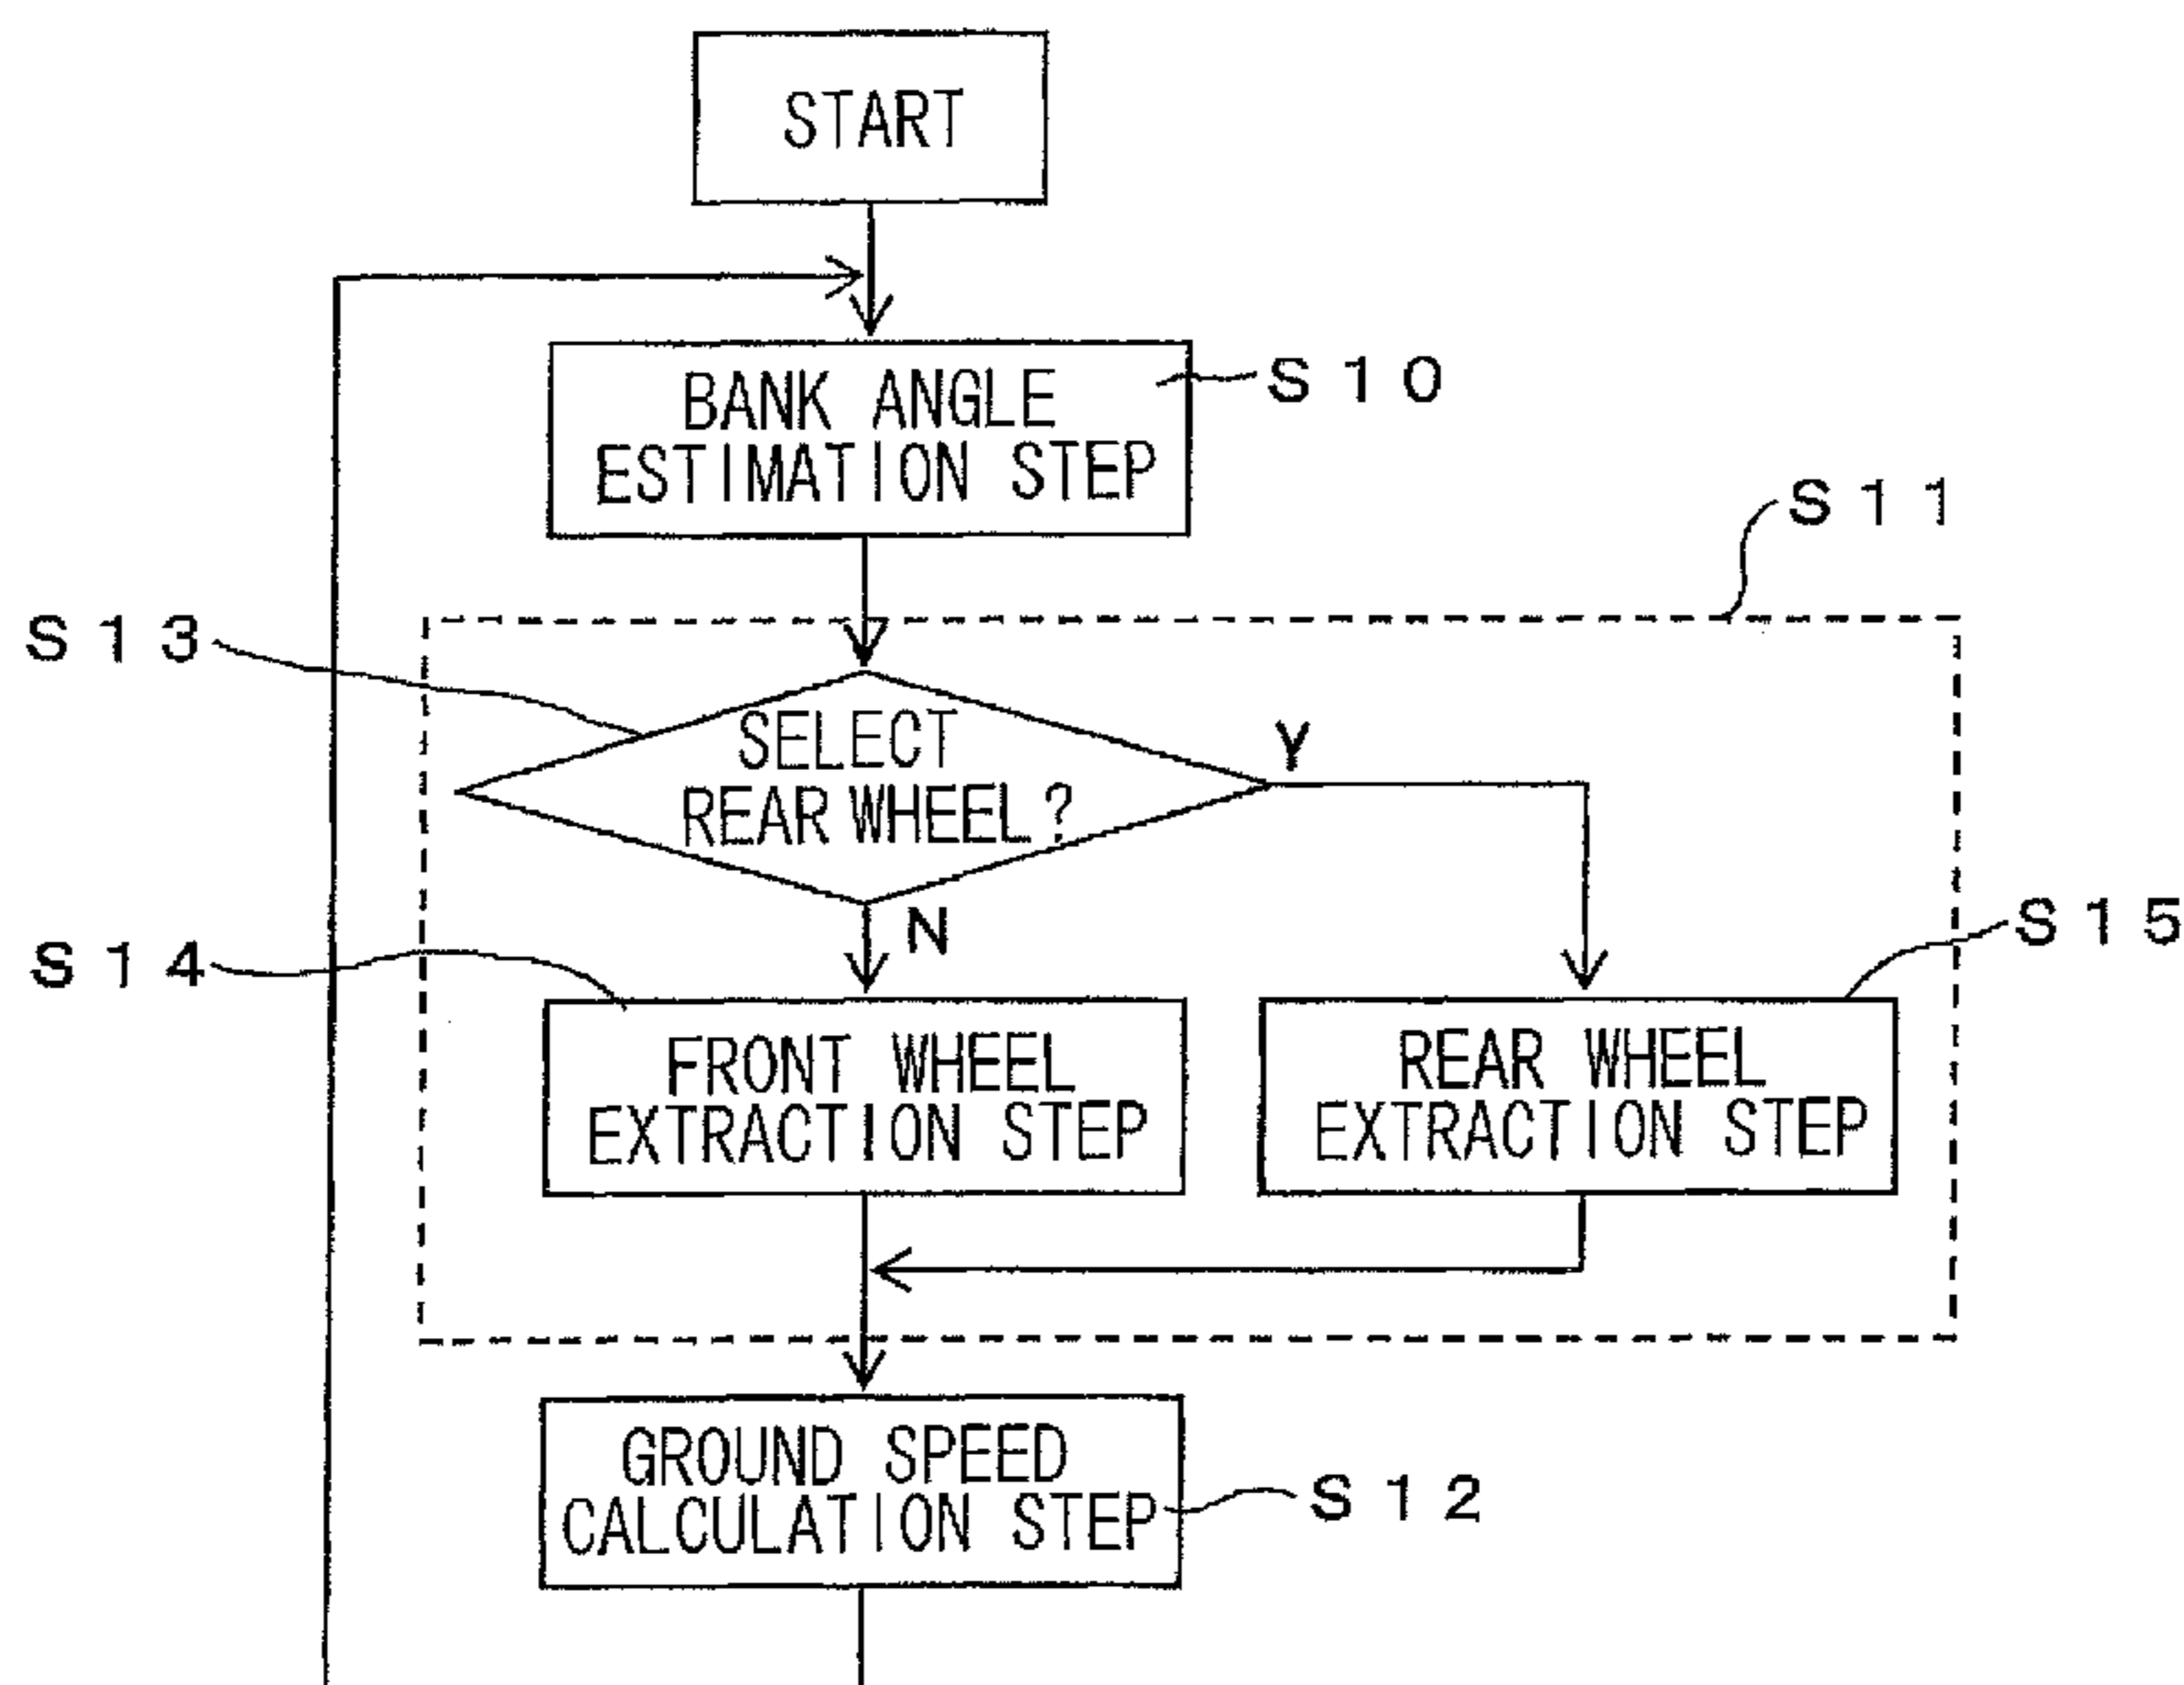 START
BANK ANGLE
ESTIMATION STEP
S10
S11
S13
SELECT
REAR WHEEL?
Y
N
S14
S15
FRONT WHEEL
EXTRACTION STEP
REAR WHEEL
EXTRACTION STEP
GROUND SPEED
CALCULATION STEP
S12